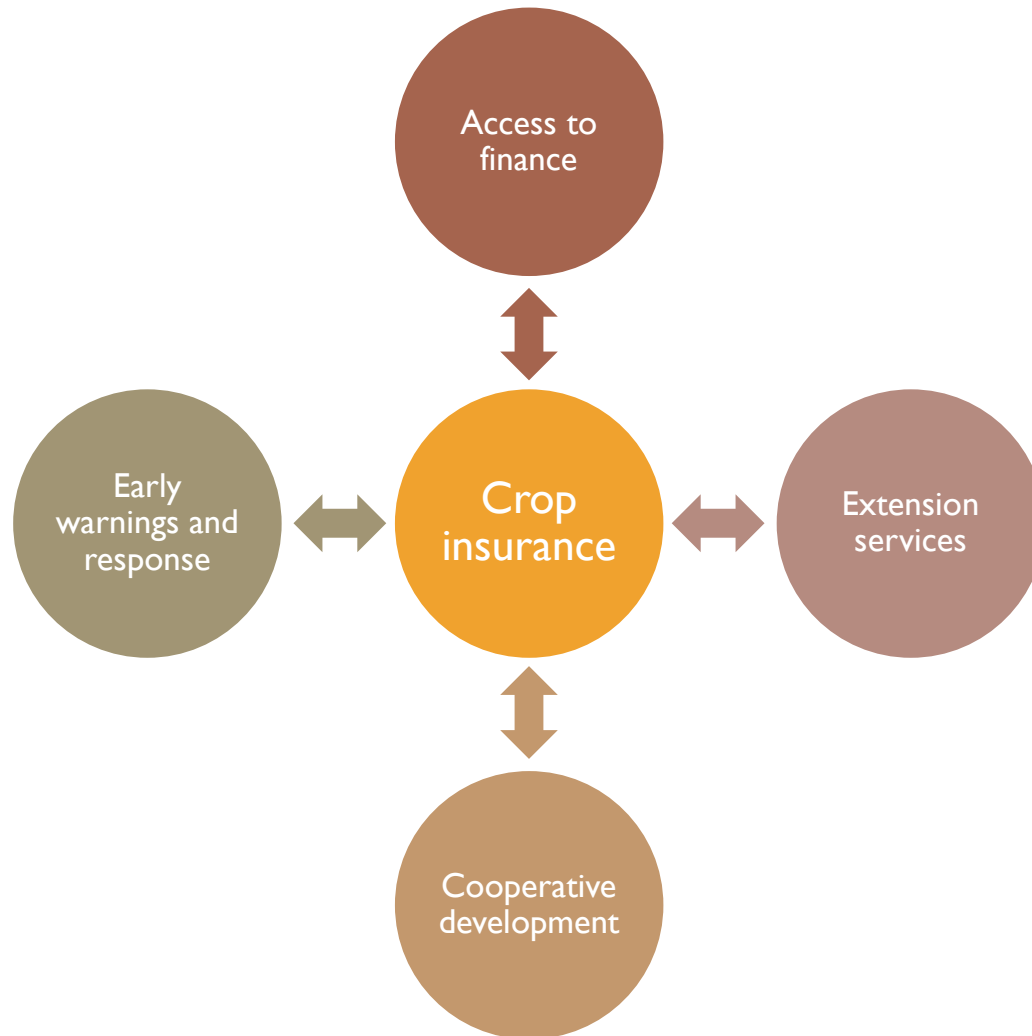 Access to
finance
Early
warnings and
response
Crop
insurance
Extension
services
Cooperative
development